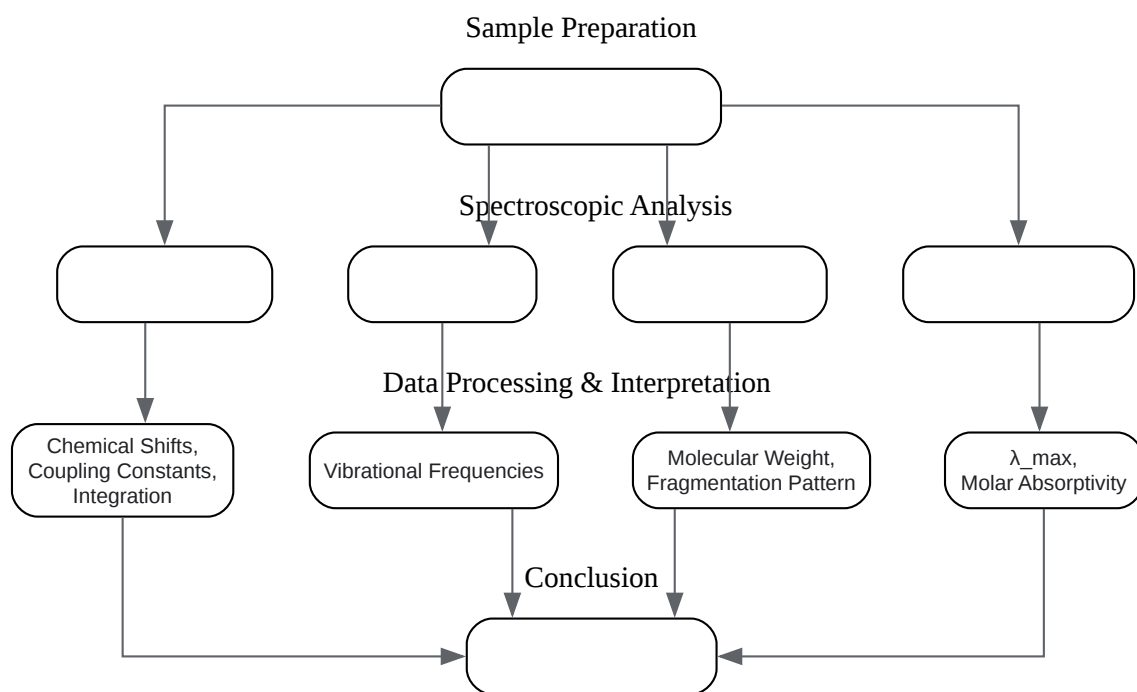 Sample Preparation
Spectroscopic Analysis
Data Processing & Interpretation
Chemical Shifts,
Coupling Constants,
Integration
Vibrational Frequencies
Molecular Weight,
Fragmentation Pattern
λ_max,
Molar Absorptivity
Conclusion